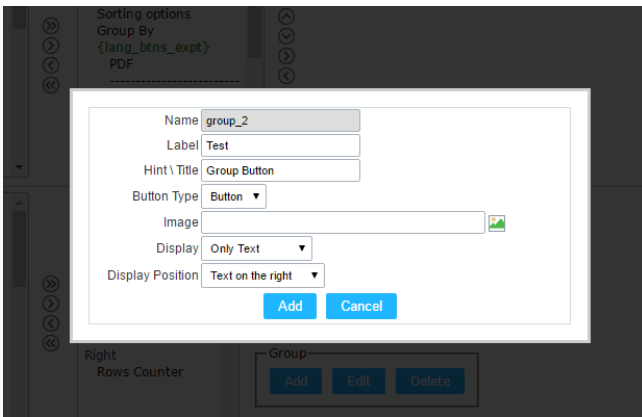 Sorting options
Group By
{lang_btns_expt}
PDF
------------------------
Name group_2
Label Test
Hint \ Title Group Button
Button Type Button
Image
Display Only Text
Display Position Text on the right
Add Cancel
Right
Rows Counter
Group
Add Edit Delete